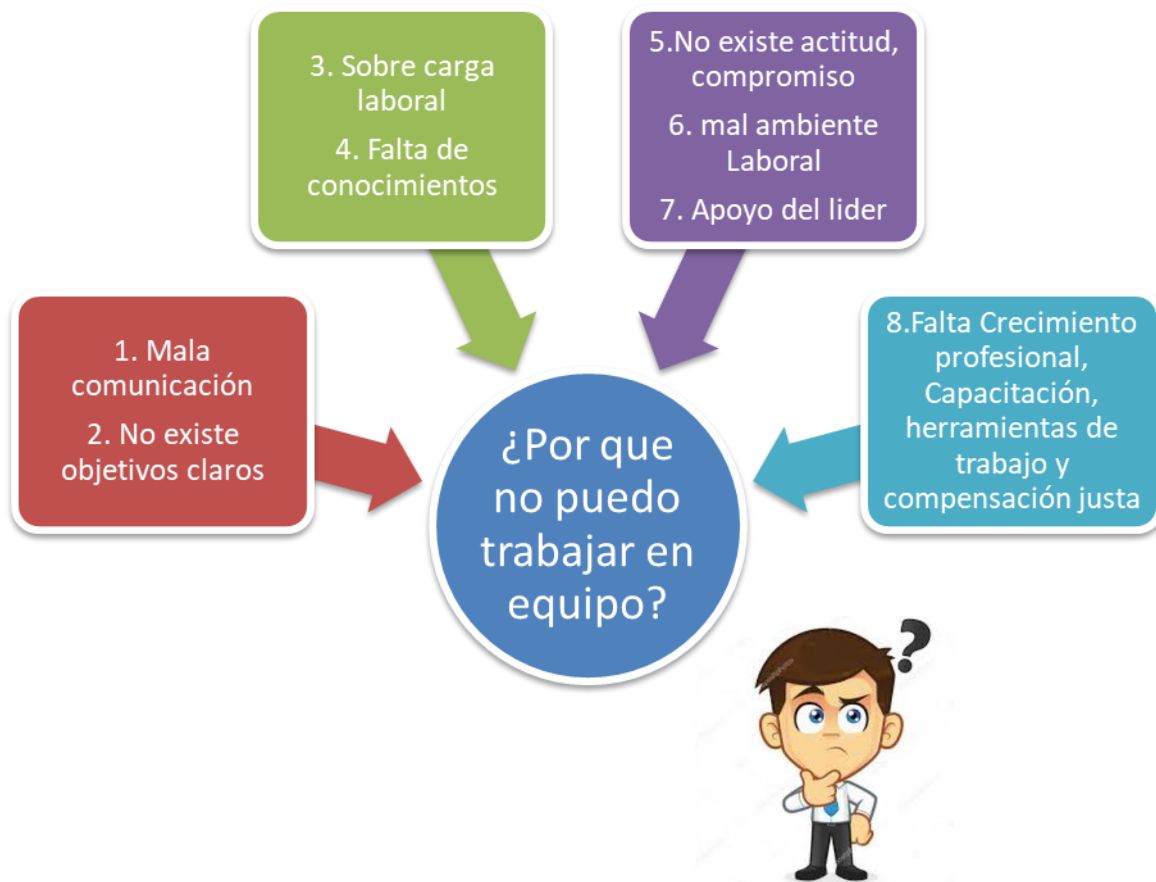 3. Sobre carga
laboral
4. Falta de
conocimientos
5.No existe actitud,
compromiso
6. mal ambiente
Laboral
7. Apoyo del lider
1. Mala
comunicación
2. No existe
objetivos claros
8.Falta Crecimiento
profesional,
Capacitación,
herramientas de
trabajo y
compensación justa
¿Por que
no puedo
trabajar en
equipo?
?